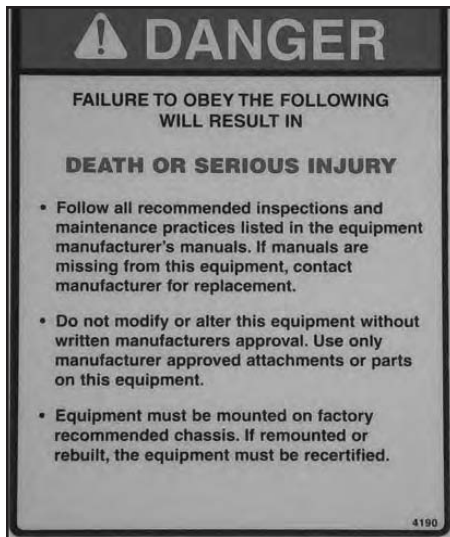 DANGER
FAILURE TO OBEY THE FOLLOWING
WILL RESULT IN
DEATH OR SERIOUS INJURY
• Follow all recommended inspections and
maintenance practices listed in the equipment
manufacturer's manuals. If manuals are
missing from this equipment, contact
manufacturer for replacement.
• Do not modify or alter this equipment without
written manufacturers approval. Use only
manufacturer approved attachments or parts
on this equipment.
• Equipment must be mounted on factory
recommended chassis. If remounted or
rebuilt, the equipment must be recertified.
4190